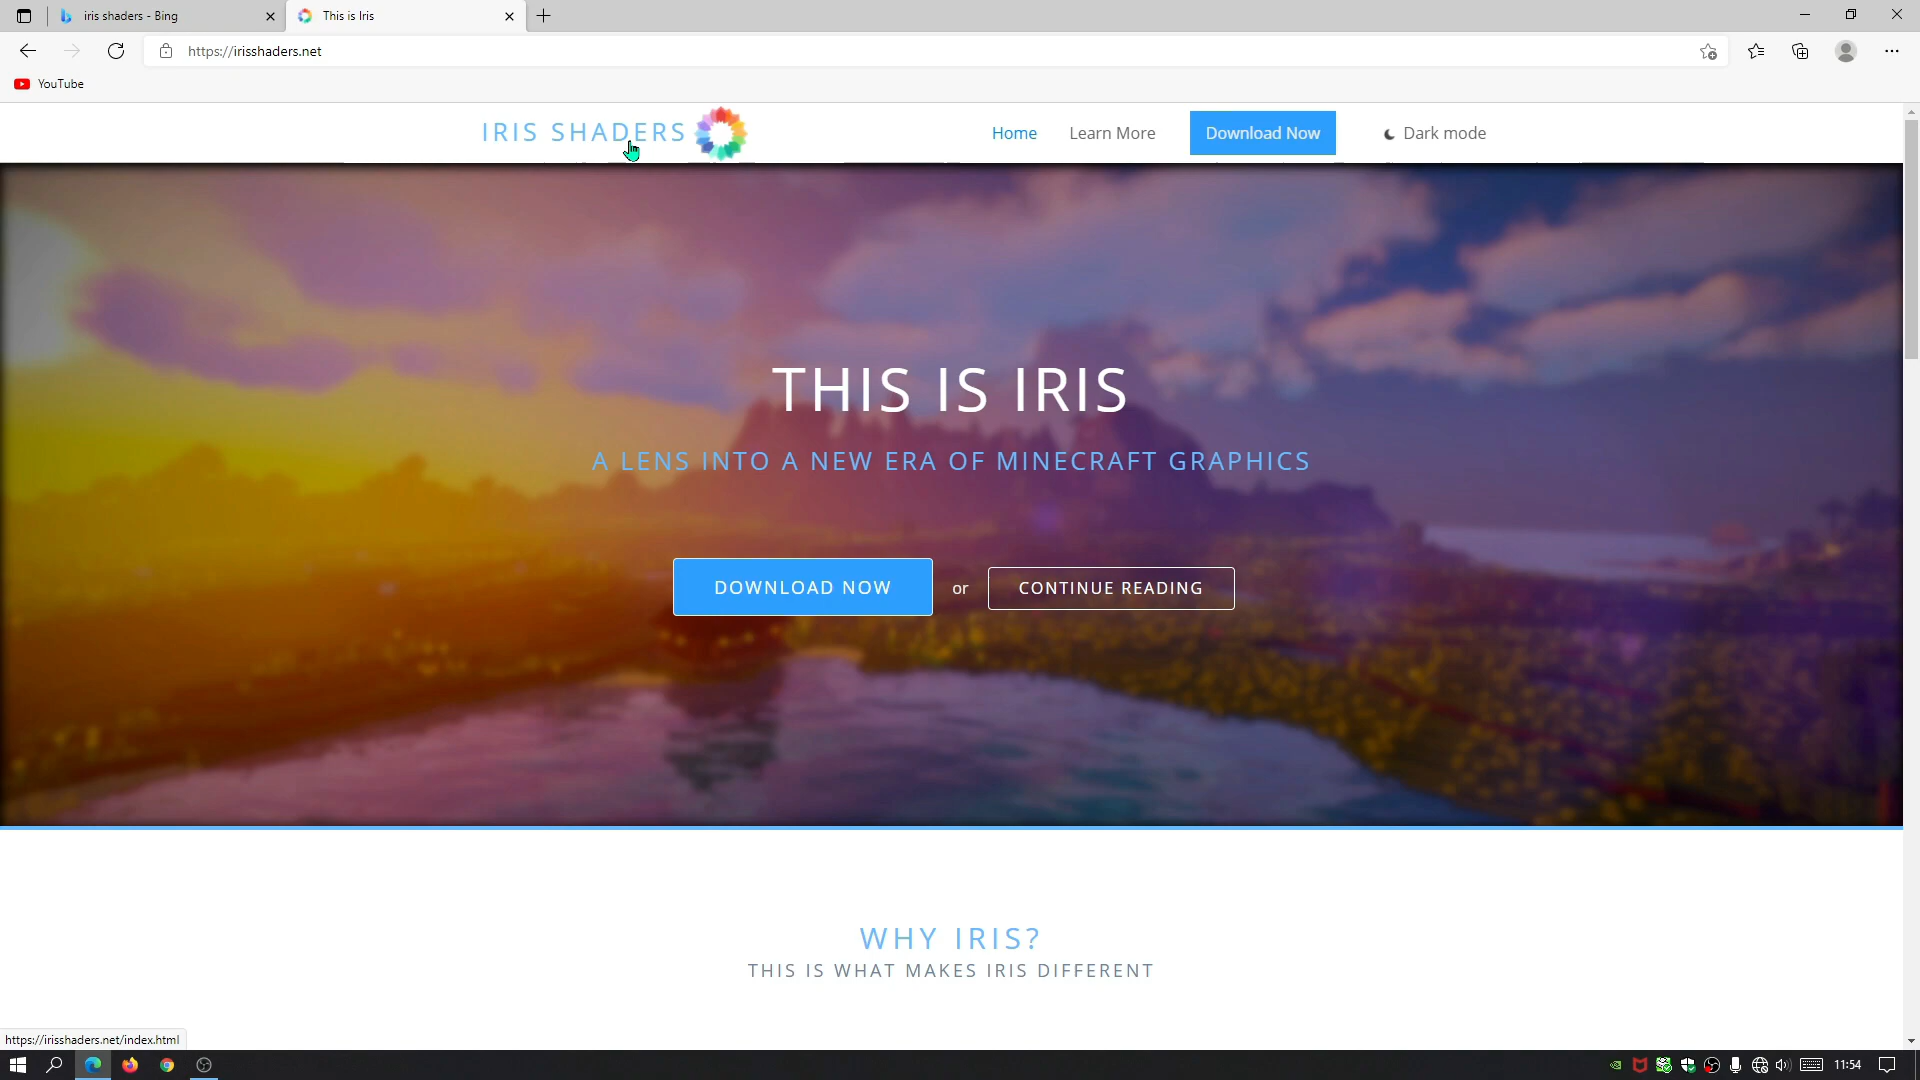 iris shaders - Bing
This is Iris
https://irisshaders.net
YouTube
IRIS SHADERS
Home
Learn More
Download Now
Dark mode
THIS IS IRIS
A LENS INTO A NEW ERA OF MINECRAFT GRAPHICS
DOWNLOAD NOW
or
CONTINUE READING
WHY IRIS?
THIS IS WHAT MAKES IRIS DIFFERENT
https://irisshaders.net/index.html
11:54